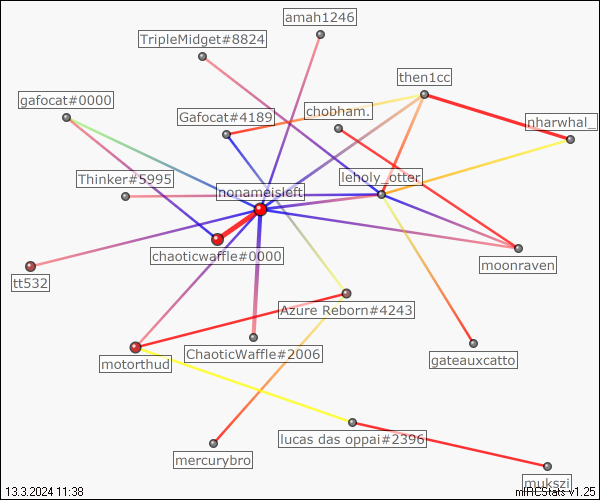 amah1246
TripleMidget#8824
then1cc
gafocat#0000
Gafocat#4189
chobham.
nharwhal_
Thinker#5995
nonameisleft
leholy_otter
chaoticwaffle#0000
moonraven
tt532
Azure Reborn#4243
motorthud
ChaoticWaffle#2006
gateauxcatto
lucas das oppai#2396
mercurybro
mukszi
13.3.2024 11:38
mIRCStats v1.25